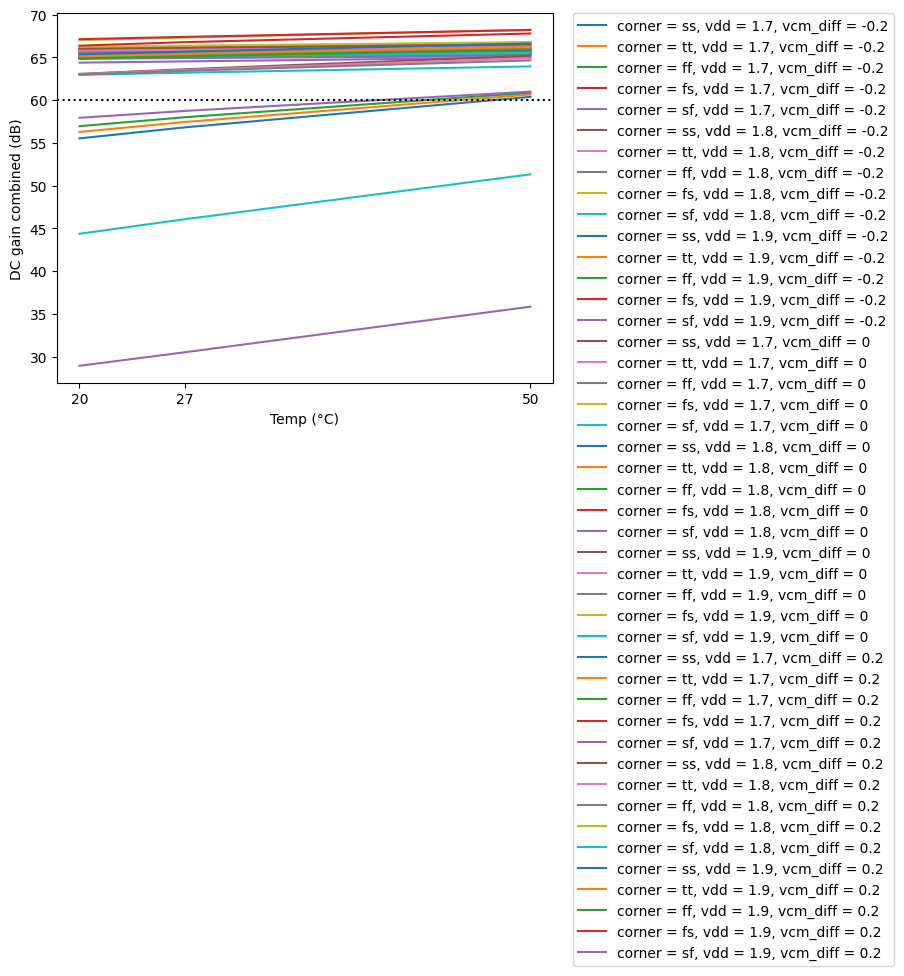 DC gain combined (dB)
70
65
60
55
50
45
40
35
30
20
27
50
Temp (°C)
corner = ss, vdd = 1.7, vcm_diff = -0.2
corner = tt, vdd = 1.7, vcm_diff = -0.2
corner = ff, vdd = 1.7, vcm_diff = -0.2
corner = fs, vdd = 1.7, vcm_diff = -0.2
corner = sf, vdd = 1.7, vcm_diff = -0.2
corner = ss, vdd = 1.8, vcm_diff = -0.2
corner = tt, vdd = 1.8, vcm_diff = -0.2
corner = ff, vdd = 1.8, vcm_diff = -0.2
corner = fs, vdd = 1.8, vcm_diff = -0.2
corner = sf, vdd = 1.8, vcm_diff = -0.2
corner = ss, vdd = 1.9, vcm_diff = -0.2
corner = tt, vdd = 1.9, vcm_diff = -0.2
corner = ff, vdd = 1.9, vcm_diff = -0.2
corner = fs, vdd = 1.9, vcm_diff = -0.2
corner = sf, vdd = 1.9, vcm_diff = -0.2
corner = ss, vdd = 1.7, vcm_diff = 0
corner = tt, vdd = 1.7, vcm_diff = 0
corner = ff, vdd = 1.7, vcm_diff = 0
corner = fs, vdd = 1.7, vcm_diff = 0
corner = sf, vdd = 1.7, vcm_diff = 0
corner = ss, vdd = 1.8, vcm_diff = 0
corner = tt, vdd = 1.8, vcm_diff = 0
corner = ff, vdd = 1.8, vcm_diff = 0
corner = fs, vdd = 1.8, vcm_diff = 0
corner = sf, vdd = 1.8, vcm_diff = 0
corner = ss, vdd = 1.9, vcm_diff = 0
corner = tt, vdd = 1.9, vcm_diff = 0
corner = ff, vdd = 1.9, vcm_diff = 0
corner = fs, vdd = 1.9, vcm_diff = 0
corner = sf, vdd = 1.9, vcm_diff = 0
corner = ss, vdd = 1.7, vcm_diff = 0.2
corner = tt, vdd = 1.7, vcm_diff = 0.2
corner = ff, vdd = 1.7, vcm_diff = 0.2
corner = fs, vdd = 1.7, vcm_diff = 0.2
corner = sf, vdd = 1.7, vcm_diff = 0.2
corner = ss, vdd = 1.8, vcm_diff = 0.2
corner = tt, vdd = 1.8, vcm_diff = 0.2
corner = ff, vdd = 1.8, vcm_diff = 0.2
corner = fs, vdd = 1.8, vcm_diff = 0.2
corner = sf, vdd = 1.8, vcm_diff = 0.2
corner = ss, vdd = 1.9, vcm_diff = 0.2
corner = tt, vdd = 1.9, vcm_diff = 0.2
corner = ff, vdd = 1.9, vcm_diff = 0.2
corner = fs, vdd = 1.9, vcm_diff = 0.2
corner = sf, vdd = 1.9, vcm_diff = 0.2